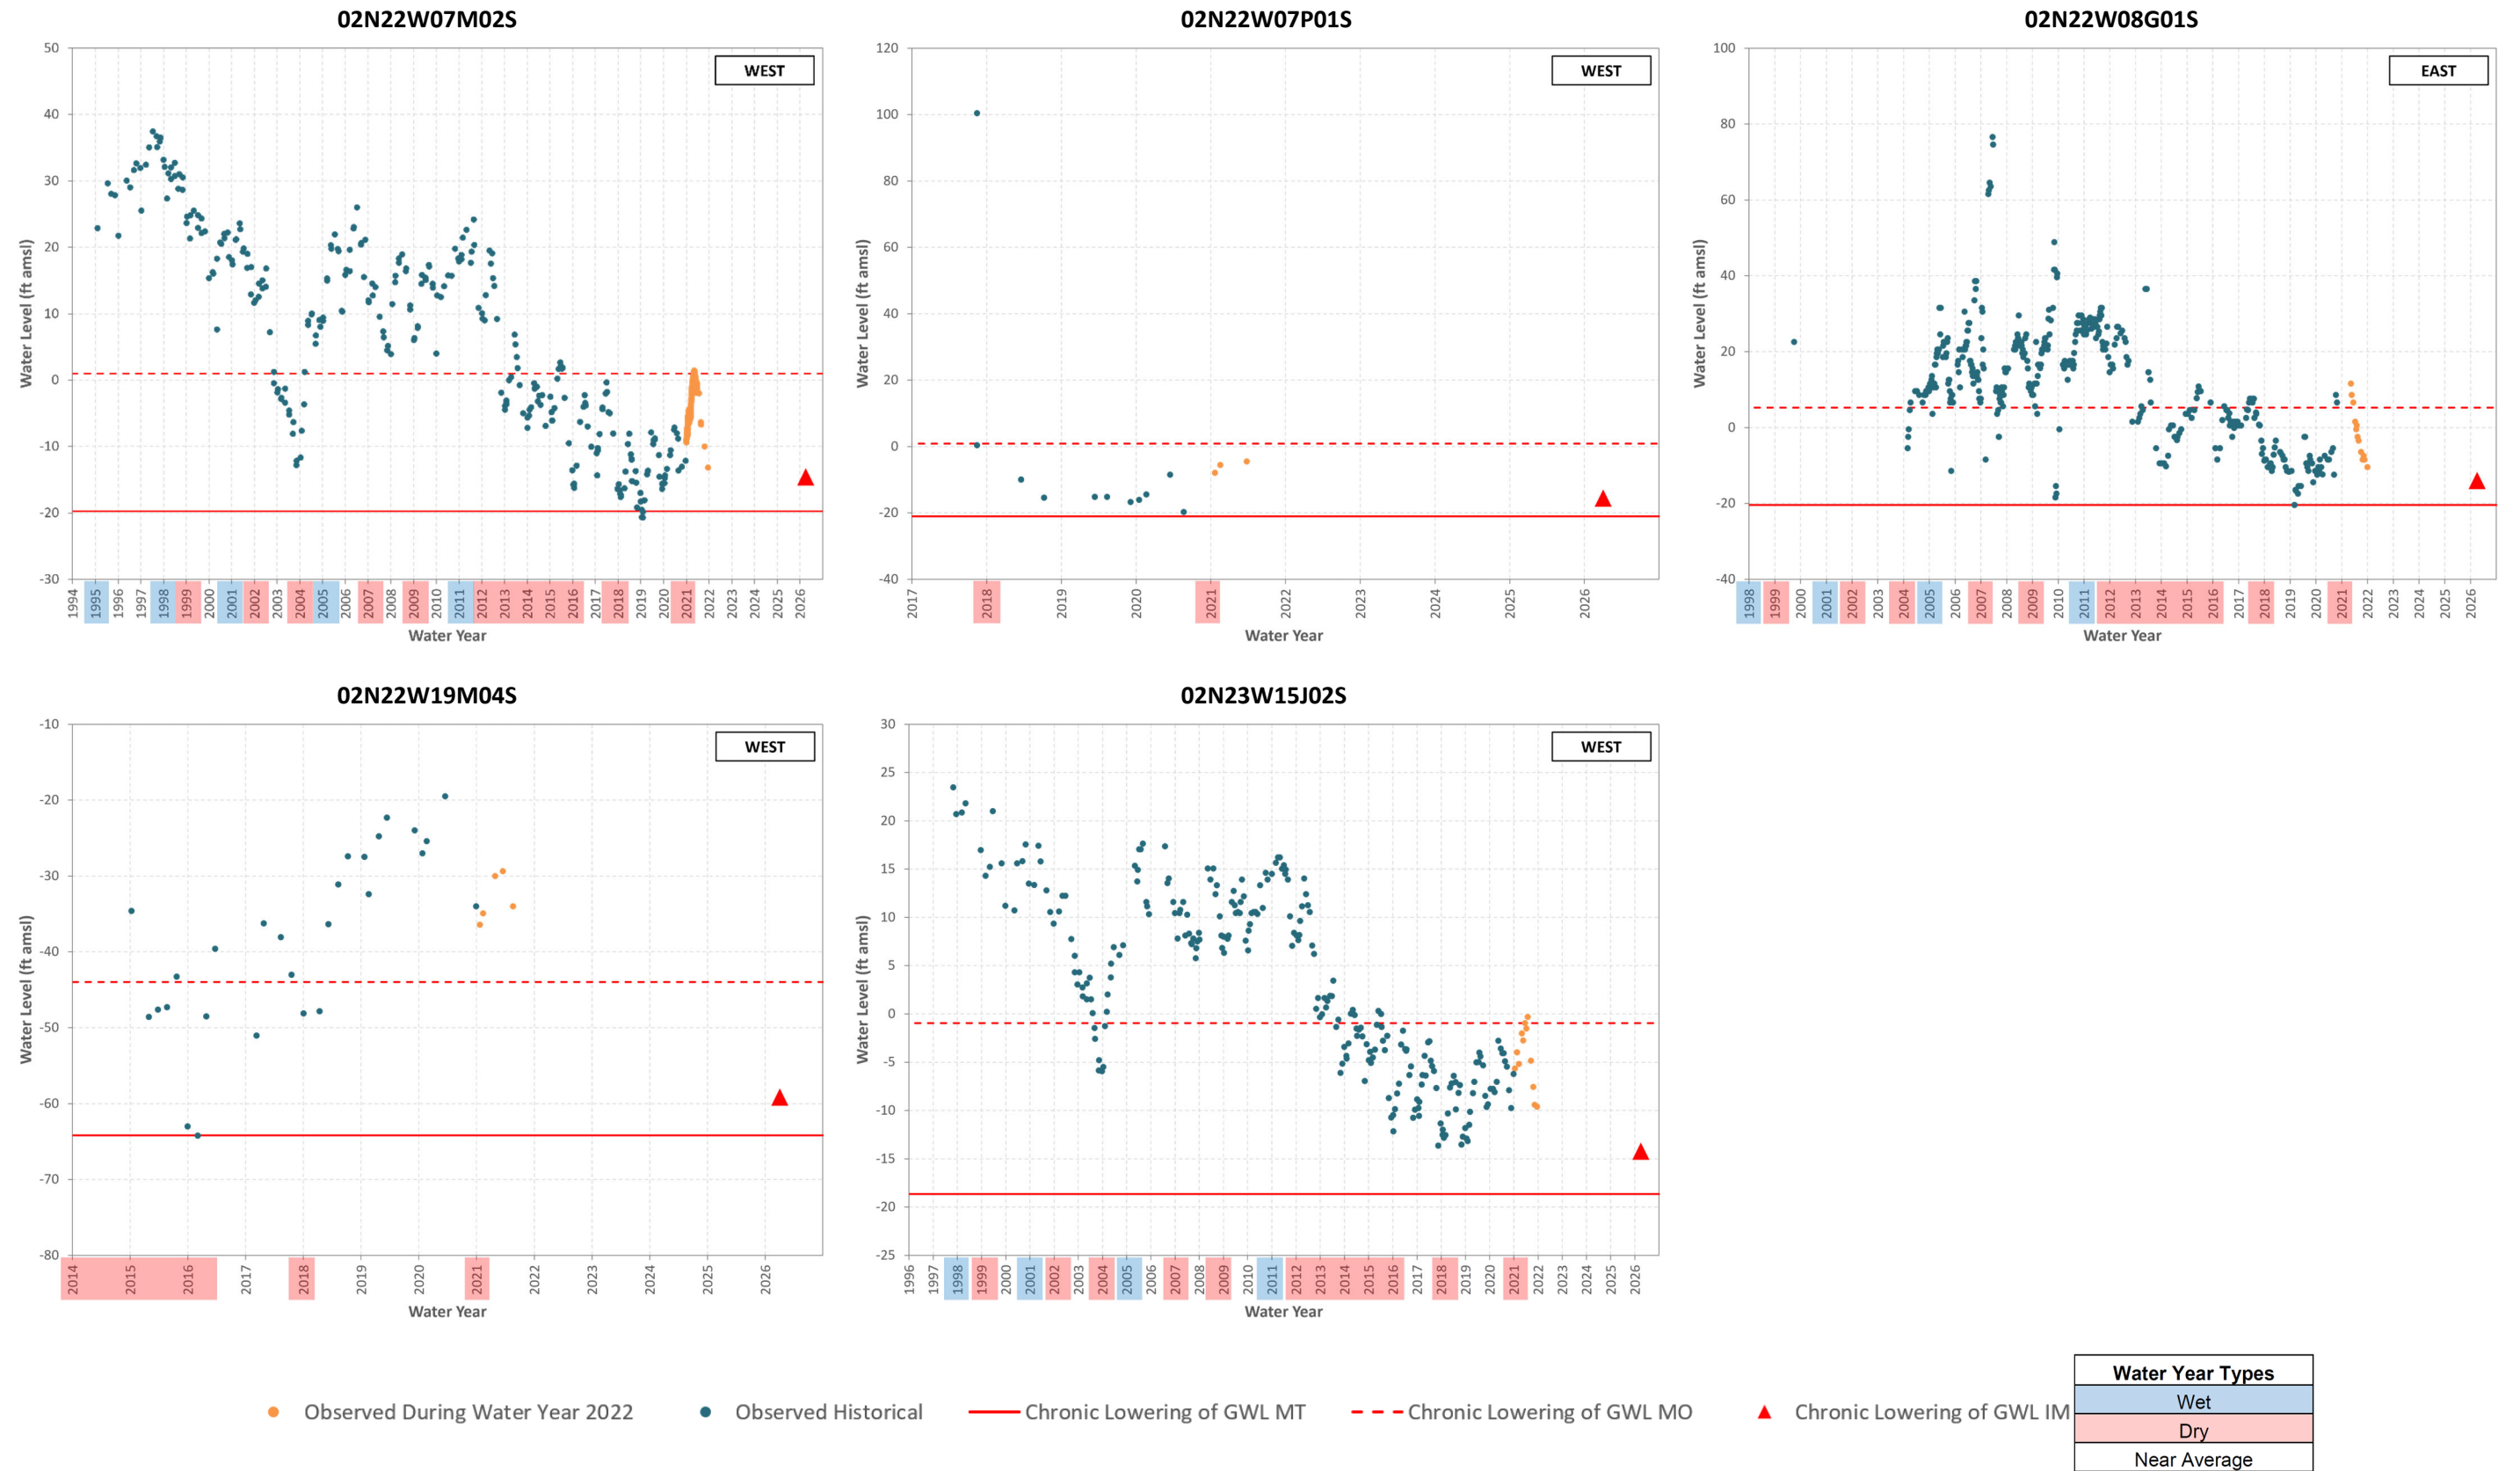 02N22W07M02S
WEST
Water Level (ft amsl)
50
40
30
20
10
0
-10
-20
-30
1994 1995 1996 1997 1998 1999 2000 2001 2002 2003 2004 2005 2006 2007 2008 2009 2010 2011 2012 2013 2014 2015 2016 2017 2018 2019 2020 2021 2022 2023 2024 2025 2026
Water Year
02N22W07P01S
WEST
Water Level (ft amsl)
120
100
80
60
40
20
0
-20
-40
2017 2018 2019 2020 2021 2022 2023 2024 2025 2026
Water Year
02N22W08G01S
EAST
Water Level (ft amsl)
100
80
60
40
20
0
-20
-40
1998 1999 2000 2001 2002 2003 2004 2005 2006 2007 2008 2009 2010 2011 2012 2013 2014 2015 2016 2017 2018 2019 2020 2021 2022 2023 2024 2025 2026
Water Year
02N22W19M04S
WEST
Water Level (ft amsl)
-10
-20
-30
-40
-50
-60
-70
-80
2014 2015 2016 2017 2018 2019 2020 2021 2022 2023 2024 2025 2026
Water Year
02N23W15J02S
WEST
Water Level (ft amsl)
30
25
20
15
10
5
0
-5
-10
-15
-20
-25
1996 1997 1998 1999 2000 2001 2002 2003 2004 2005 2006 2007 2008 2009 2010 2011 2012 2013 2014 2015 2016 2017 2018 2019 2020 2021 2022 2023 2024 2025 2026
Water Year
Observed During Water Year 2022 Observed Historical Chronic Lowering of GWL MT Chronic Lowering of GWL MO Chronic Lowering of GWL IM
Water Year Types
Wet
Dry
Near Average